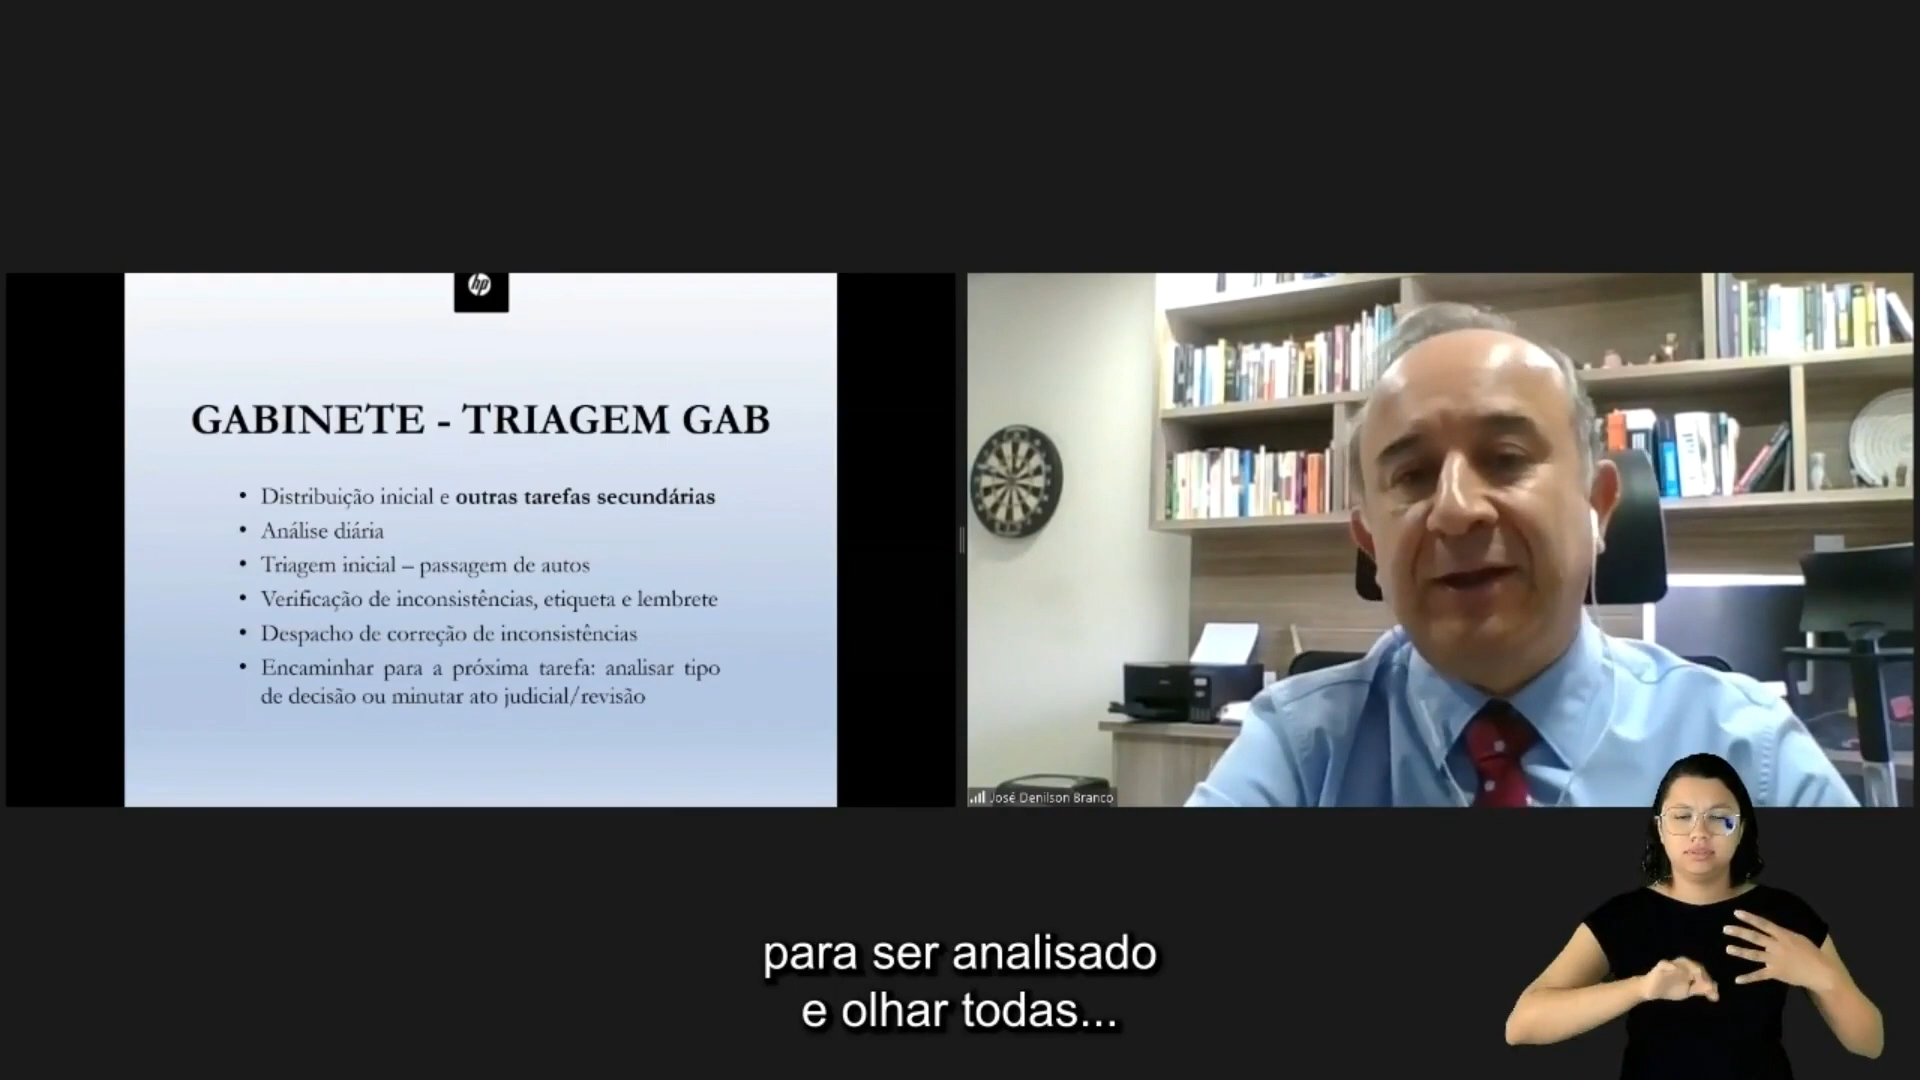 hp
GABINETE - TRIAGEM GAB
• Distribuição inicial e outras tarefas secundárias
• Análise diária
• Triagem inicial – passagem de autos
• Verificação de inconsistências, etiqueta e lembrete
• Despacho de correção de inconsistências
• Encaminhar para a próxima tarefa: analisar tipo
de decisão ou minutar ato judicial/revisão
José Denilson Branco
para ser analisado
e olhar todas...